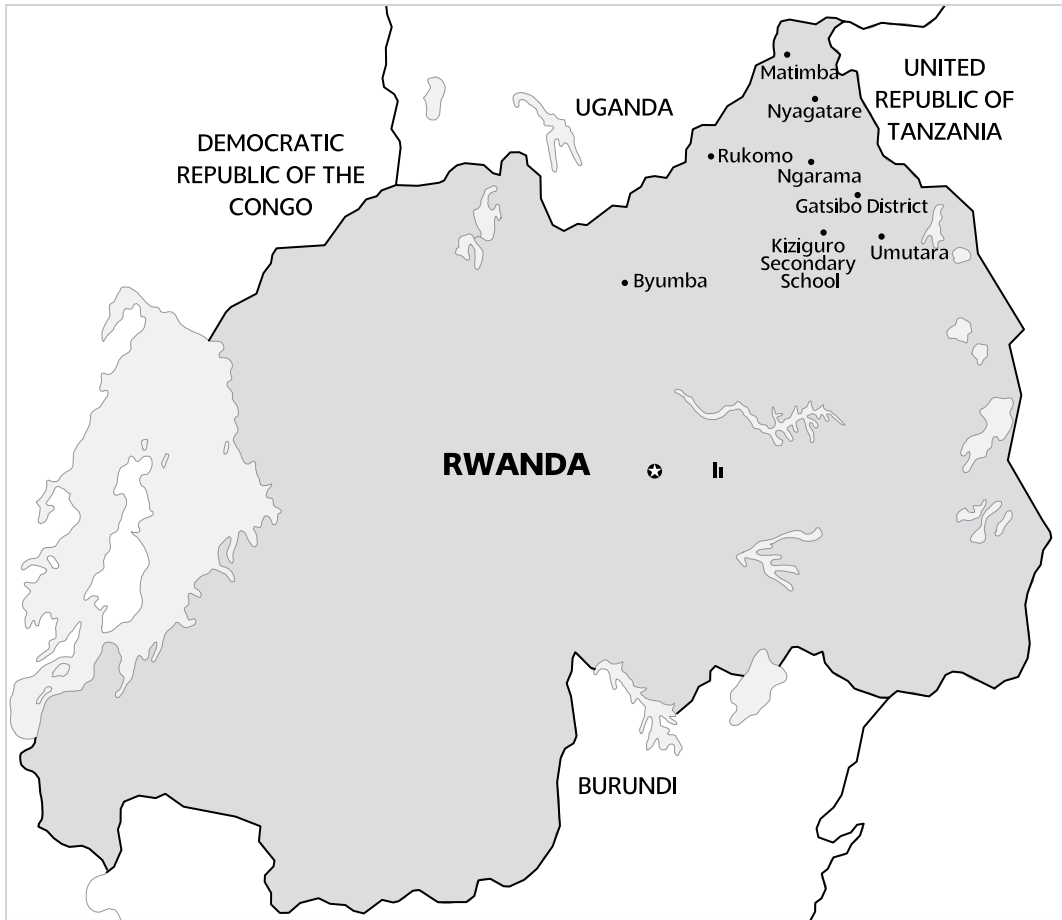 Matimba
UGANDA
UNITED
REPUBLIC OF
TANZANIA
Nyagatare
DEMOCRATIC
REPUBLIC OF THE
CONGO
Rukomo
Ngarama
Gatsibo District
Kiziguro
Secondary
School
Umutara
Byumba
RWANDA
BURUNDI